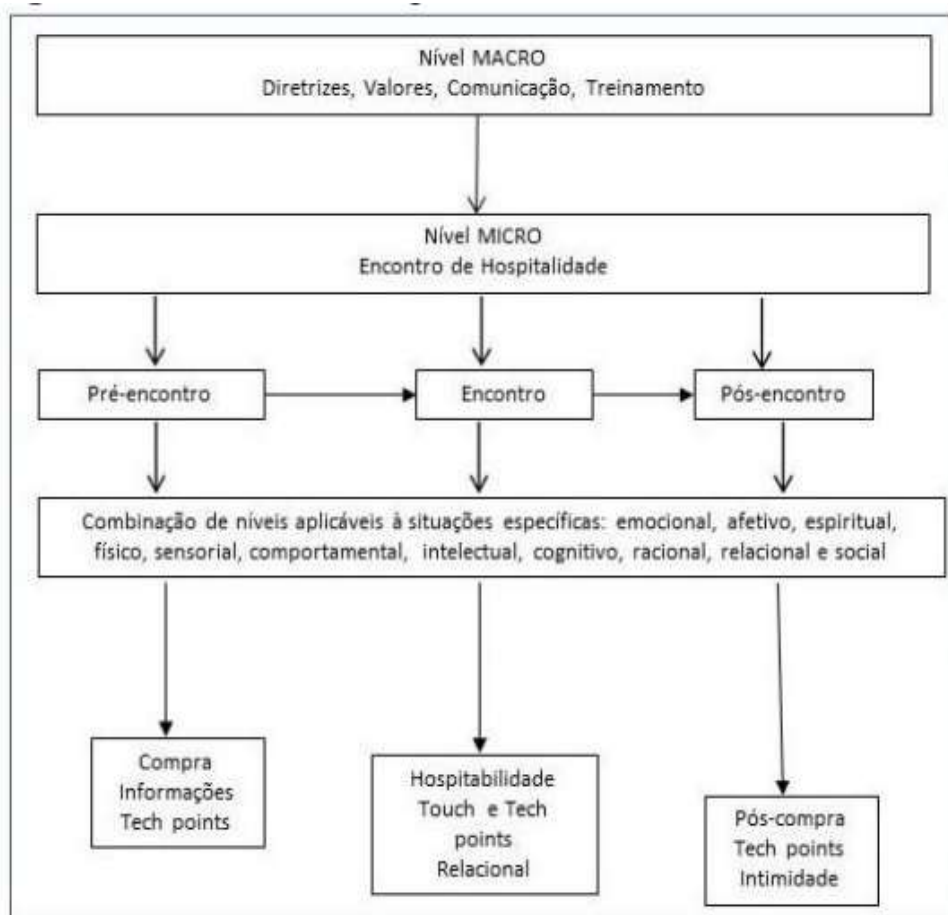 Nível MACRO
Diretrizes, Valores, Comunicação, Treinamento
Nível MICRO
Encontro de Hospitalidade
Pré-encontro
Encontro
Pós-encontro
Combinação de níveis aplicáveis à situações específicas: emocional, afetivo, espiritual,
físico, sensorial, comportamental, intelectual, cognitivo, racional, relacional e social
Compra
Informações
Tech points
Hospitabilidade
Touch e Tech
points
Relacional
Pós-compra
Tech points
Intimidade